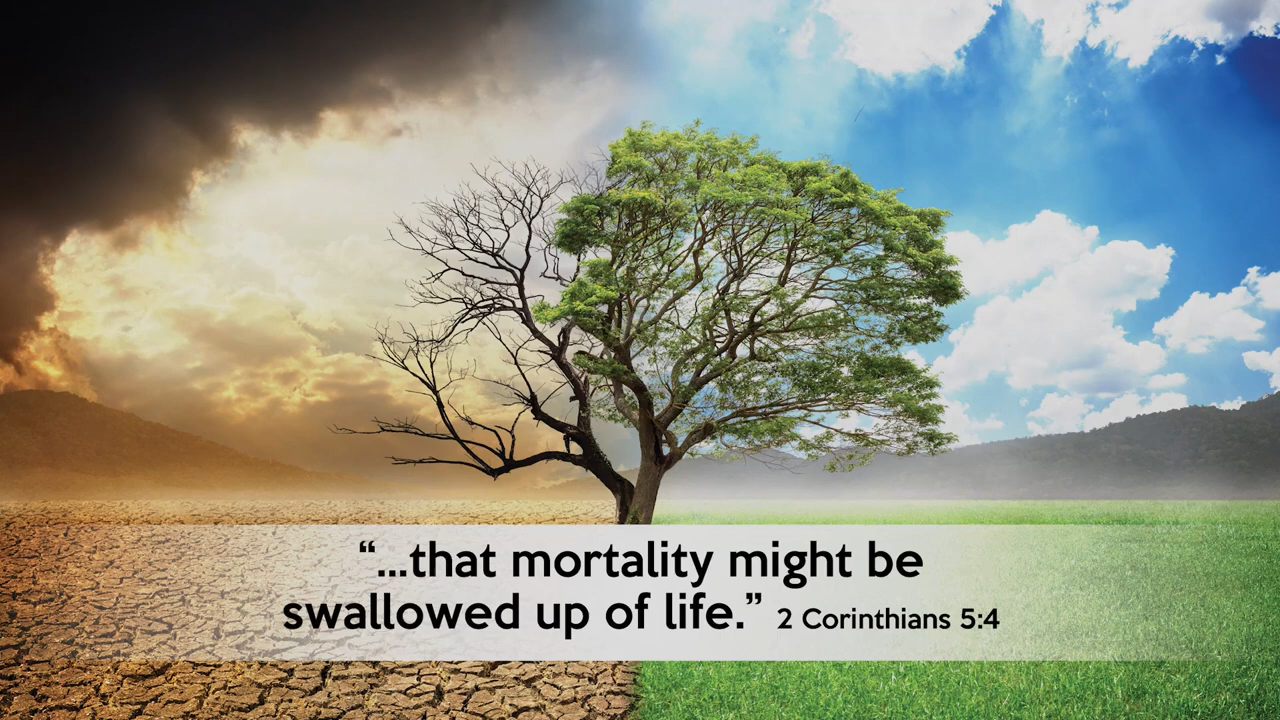 “...that mortality might be
swallowed up of life.” 2 Corinthians 5:4